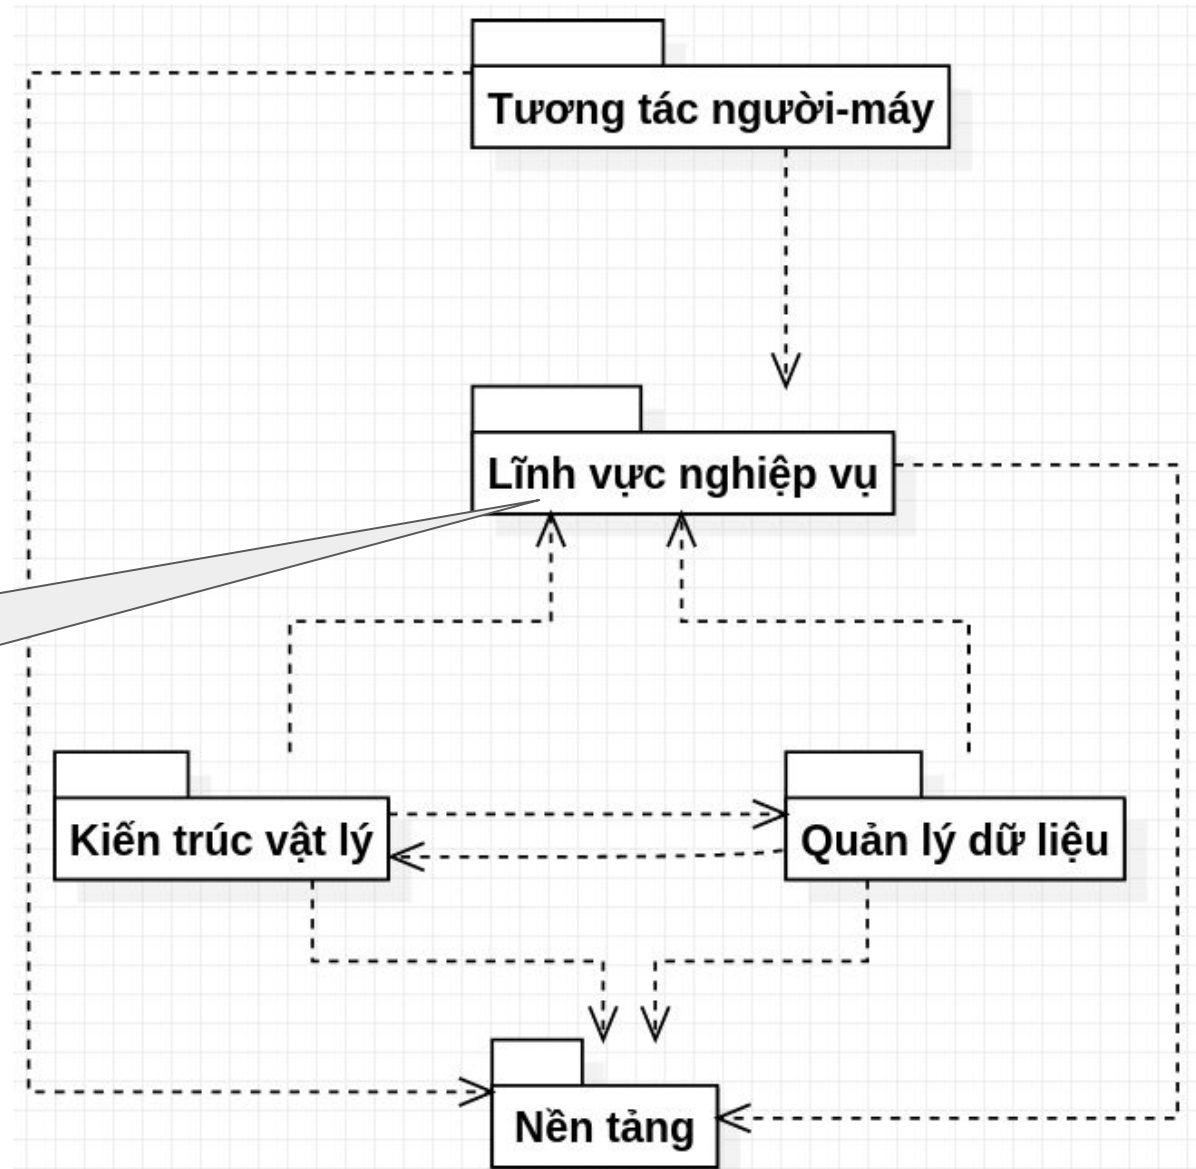 Tương tác người-máy
Lĩnh vực nghiệp vụ
Kiến trúc vật lý
Quản lý dữ liệu
Nền tảng